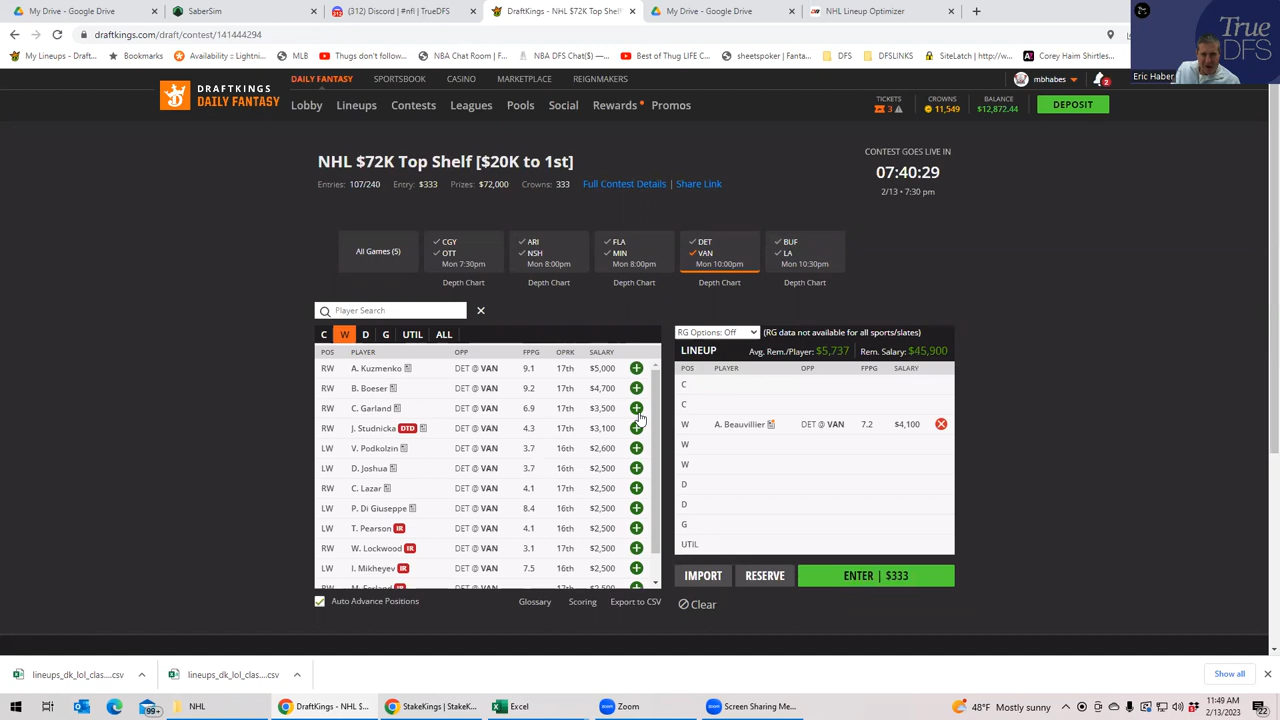 My Drive - Google Drive
SaberSim
(312) Discord | #nfl | TrueDFS
DraftKings - NHL $72K Top Shelf
My Drive - Google Drive
NHL Lineup Optimizer
draftkings.com/draft/contest/141444294
My Lineups - Draft...
Bookmarks
Availability :: Lightni...
MLB
Thugs don't follow...
NBA Chat Room - F...
NBA DFS Chat($) -...
Best of Thug LIFE C...
sheetspoker | Fanta...
DFS
DFSLINKS
SiteLatch | http://w...
Corey Haim Shirtles...
True
DFS
Eric Haber
DRAFTKINGS
DAILY FANTASY
DAILY FANTASY
SPORTSBOOK
CASINO
MARKETPLACE
REIGNMAKERS
mbhabes
2
Lobby
Lineups
Contests
Leagues
Pools
Social
Rewards
Promos
TICKETS
3
CROWNS
11,549
BALANCE
$12,872.44
DEPOSIT
NHL $72K Top Shelf [$20K to 1st]
Entries: 107/240 Entry: $333 Prizes: $72,000 Crowns: 333 Full Contest Details | Share Link
CONTEST GOES LIVE IN
07:40:29
2/13 • 7:30 pm
All Games (5)
CGY
OTT
Mon 7:30pm
Depth Chart
ARI
NSH
Mon 8:00pm
Depth Chart
FLA
MIN
Mon 8:00pm
Depth Chart
DET
VAN
Mon 10:00pm
Depth Chart
BUF
LA
Mon 10:30pm
Depth Chart
Player Search
C W D G UTIL ALL
POS PLAYER OPP FPPG OPRK SALARY
RW A. Kuzmenko DET @ VAN 9.1 17th $5,000
RW B. Boeser DET @ VAN 9.2 17th $4,700
RW C. Garland DET @ VAN 6.9 17th $3,500
RW J. Studnicka DTD DET @ VAN 4.3 17th $3,100
LW V. Podkolzin DET @ VAN 3.7 16th $2,600
LW D. Joshua DET @ VAN 3.7 16th $2,500
RW C. Lazar DET @ VAN 4.1 17th $2,500
LW P. Di Giuseppe DET @ VAN 8.4 16th $2,500
LW T. Pearson IR DET @ VAN 4.1 16th $2,500
RW W. Lockwood IR DET @ VAN 3.1 17th $2,500
LW I. Mikheyev IR DET @ VAN 7.5 16th $2,500
Auto Advance Positions
Glossary
Scoring
Export to CSV
RG Options: Off
(RG data not available for all sports/slates)
LINEUP Avg. Rem./Player: $5,737 Rem. Salary: $45,900
POS PLAYER OPP FPPG SALARY
C
C
W A. Beauvillier DET @ VAN 7.2 $4,100
W
W
D
D
G
UTIL
IMPORT
RESERVE
ENTER | $333
Clear
lineups_dk_lol_clas....csv
lineups_dk_lol_clas....csv
Show all
99+
NHL
DraftKings - NHL $...
StakeKings | StakeK...
Excel
Zoom
Screen Sharing Me...
48°F Mostly sunny
11:49 AM
2/13/2023
22